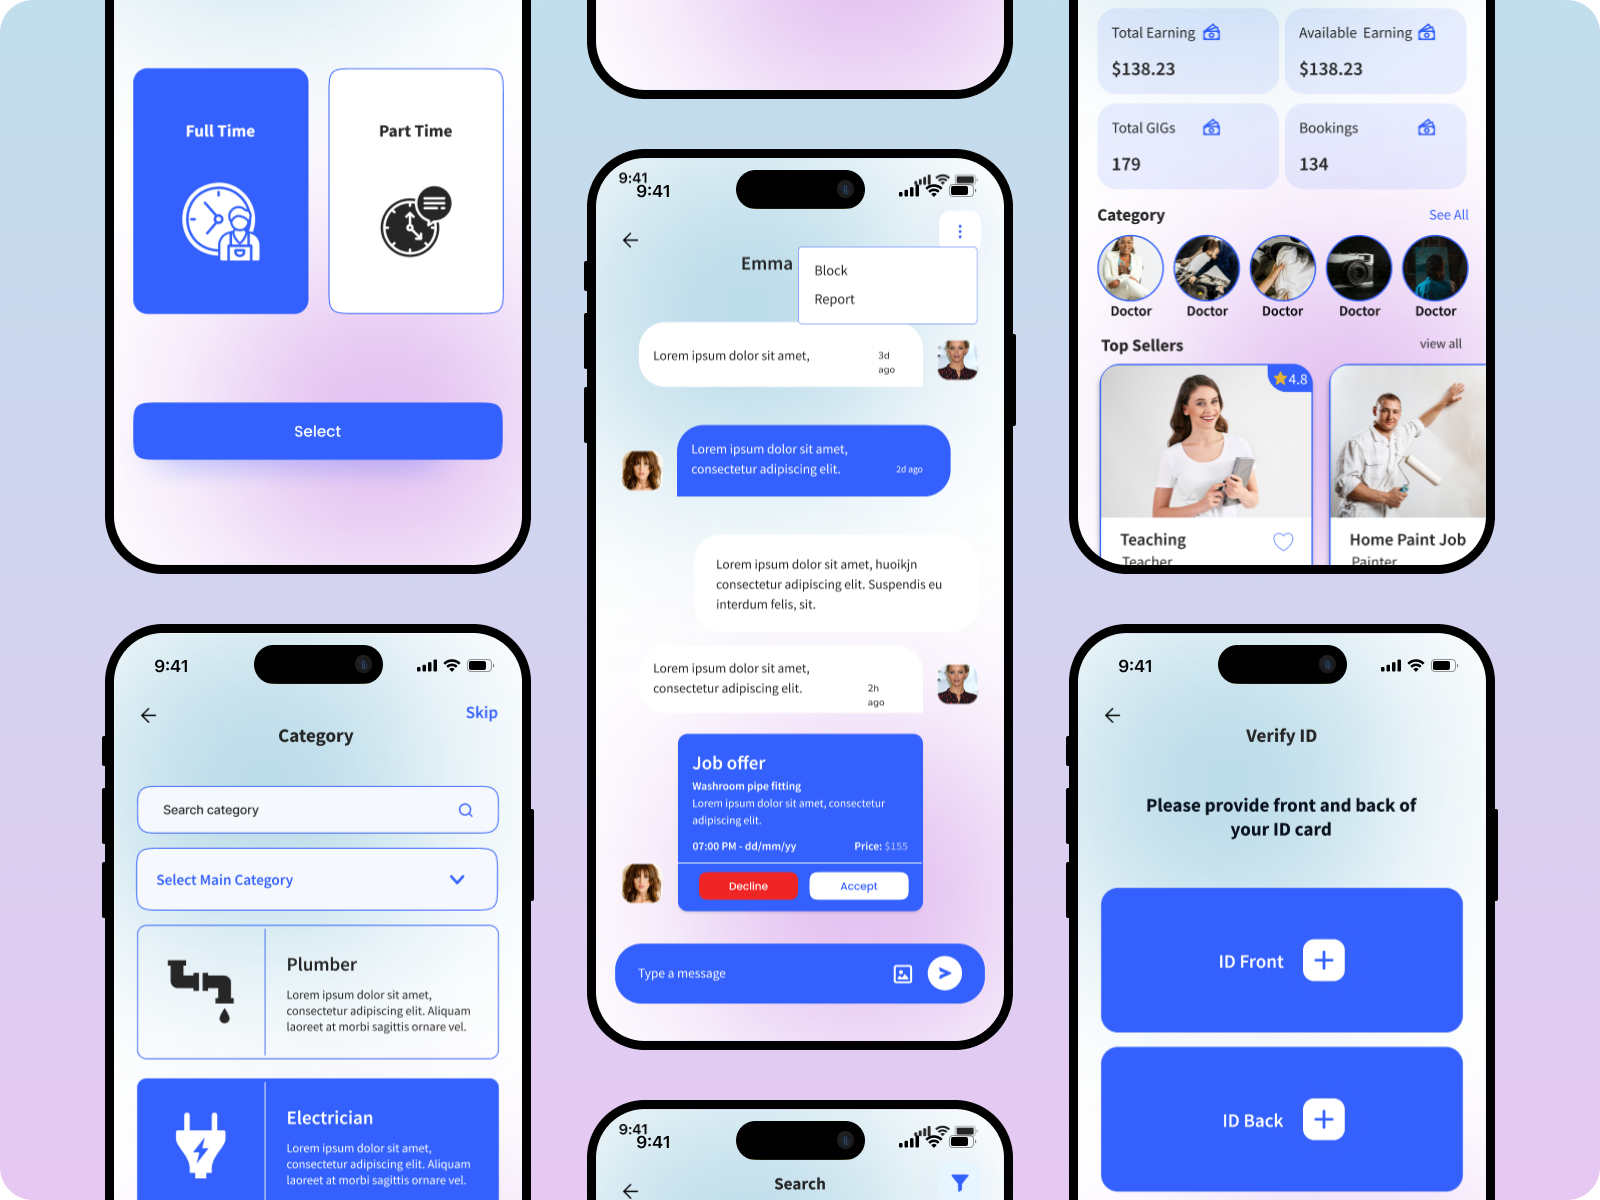 Full Time
Part Time
Select
9:41
Skip
Category
Search category
Select Main Category
Plumber
Lorem ipsum dolor sit amet,
consectetur adipiscing elit. Aliquam
laoreet at morbi sagittis ornare vel.
Electrician
Lorem ipsum dolor sit amet,
consectetur adipiscing elit. Aliquam
laoreet at morbi sagittis ornare vel.
9:41
9:41
Emma
Block
Report
Lorem ipsum dolor sit amet,
3d
ago
Lorem ipsum dolor sit amet,
consectetur adipiscing elit.
2d ago
Lorem ipsum dolor sit amet, huoikjn
consectetur adipiscing elit. Suspendis eu
interdum felis, sit.
Lorem ipsum dolor sit amet,
consectetur adipiscing elit.
2h
ago
Job offer
Washroom pipe fitting
Lorem ipsum dolor sit amet, consectetur
adipiscing elit.
07:00 PM - dd/mm/yy
Price: $155
Decline
Accept
Type a message
9:41
9:41
Search
Total Earning
$138.23
Available Earning
$138.23
Total GIGs
179
Bookings
134
Category
See All
Doctor
Doctor
Doctor
Doctor
Doctor
Top Sellers
view all
4.8
Teaching
Teacher
Home Paint Job
Painter
9:41
Verify ID
Please provide front and back of
your ID card
ID Front
ID Back